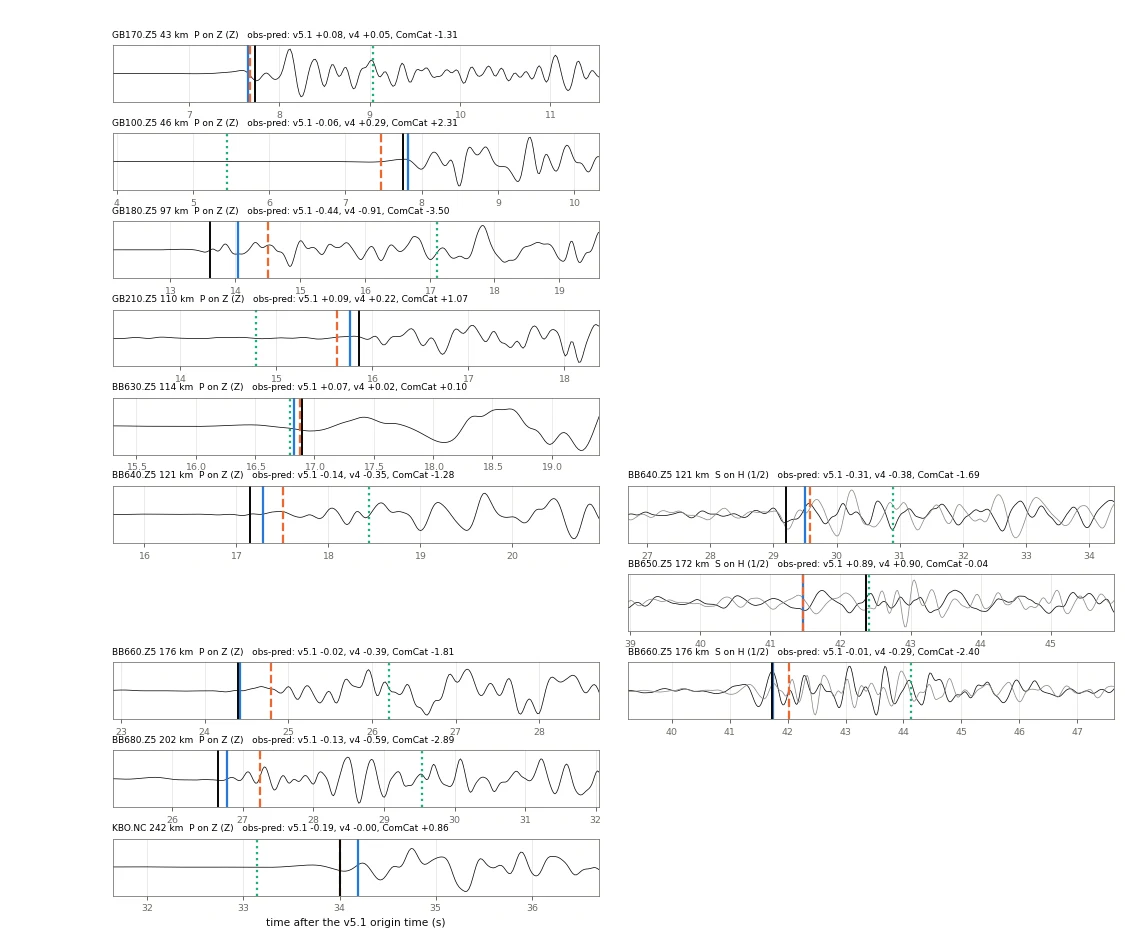 GB170.Z5 43 km  P on Z (Z)   obs-pred: v5.1 +0.08, v4 +0.05, ComCat -1.31
7 8 9 10 11
GB100.Z5 46 km  P on Z (Z)   obs-pred: v5.1 -0.06, v4 +0.29, ComCat +2.31
4 5 6 7 8 9 10
GB180.Z5 97 km  P on Z (Z)   obs-pred: v5.1 -0.44, v4 -0.91, ComCat -3.50
13 14 15 16 17 18 19
GB210.Z5 110 km  P on Z (Z)   obs-pred: v5.1 +0.09, v4 +0.22, ComCat +1.07
14 15 16 17 18
BB630.Z5 114 km  P on Z (Z)   obs-pred: v5.1 +0.07, v4 +0.02, ComCat +0.10
15.5 16.0 16.5 17.0 17.5 18.0 18.5 19.0
BB640.Z5 121 km  P on Z (Z)   obs-pred: v5.1 -0.14, v4 -0.35, ComCat -1.28
16 17 18 19 20
BB640.Z5 121 km  S on H (1/2)   obs-pred: v5.1 -0.31, v4 -0.38, ComCat -1.69
27 28 29 30 31 32 33 34
BB650.Z5 172 km  S on H (1/2)   obs-pred: v5.1 +0.89, v4 +0.90, ComCat -0.04
39 40 41 42 43 44 45
BB660.Z5 176 km  P on Z (Z)   obs-pred: v5.1 -0.02, v4 -0.39, ComCat -1.81
23 24 25 26 27 28
BB660.Z5 176 km  S on H (1/2)   obs-pred: v5.1 -0.01, v4 -0.29, ComCat -2.40
40 41 42 43 44 45 46 47
BB680.Z5 202 km  P on Z (Z)   obs-pred: v5.1 -0.13, v4 -0.59, ComCat -2.89
26 27 28 29 30 31 32
KBO.NC 242 km  P on Z (Z)   obs-pred: v5.1 -0.19, v4 -0.00, ComCat +0.86
32 33 34 35 36
time after the v5.1 origin time (s)